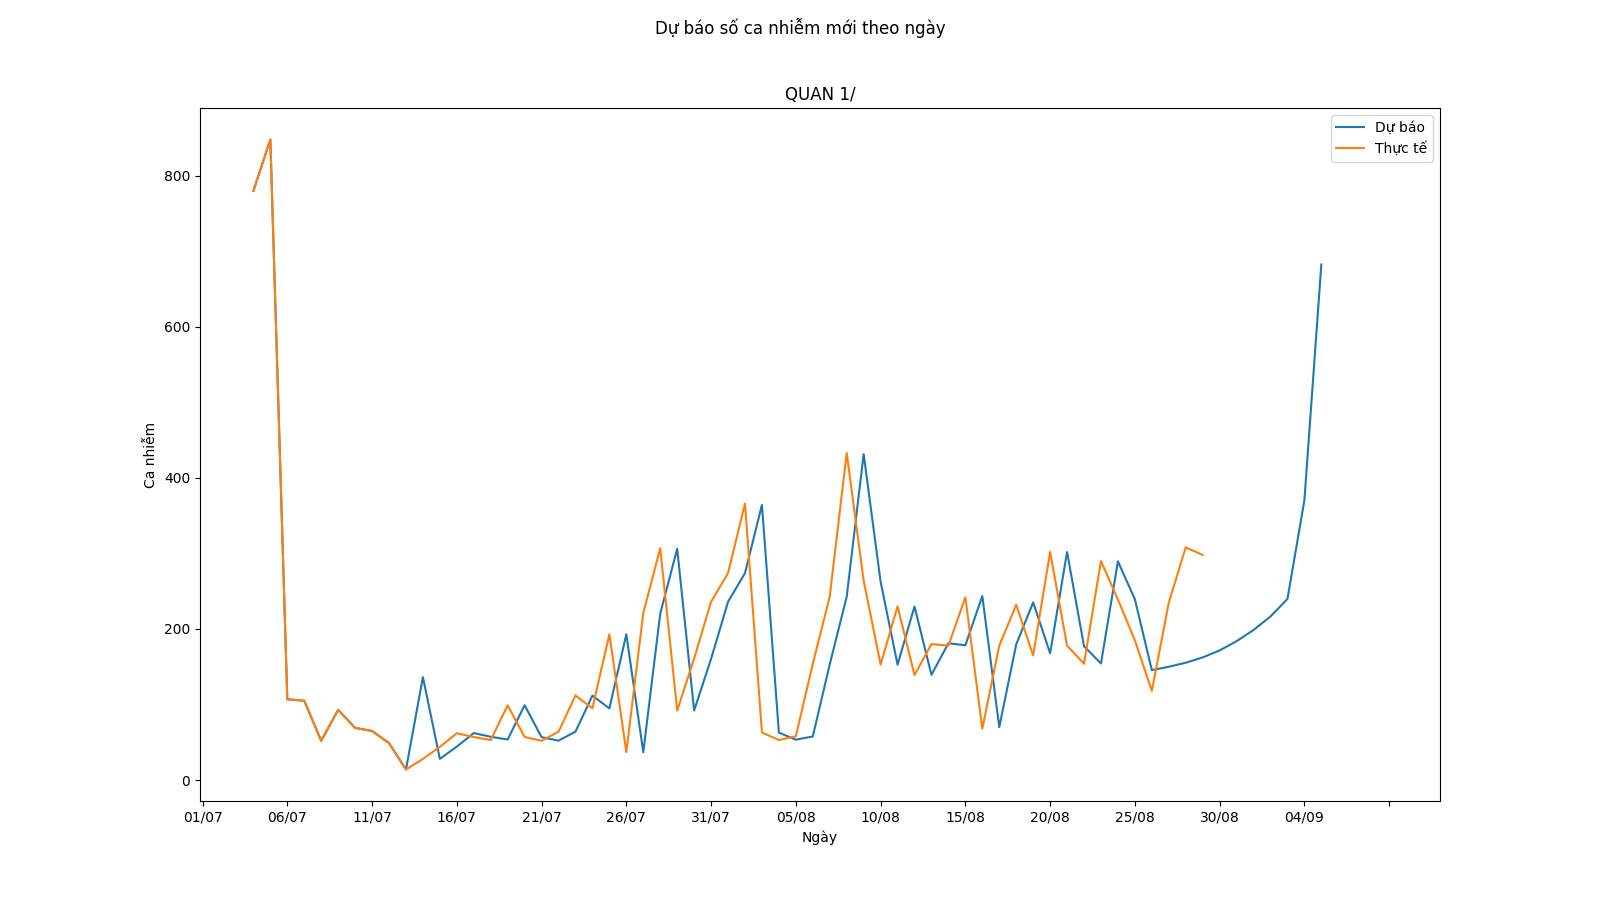 Dự báo số ca nhiễm mới theo ngày
QUAN 1/
Dự báo
Thực tế
800
600
400
200
0
Ca nhiễm
01/07 06/07 11/07 16/07 21/07 26/07 31/07 05/08 10/08 15/08 20/08 25/08 30/08 04/09
Ngày